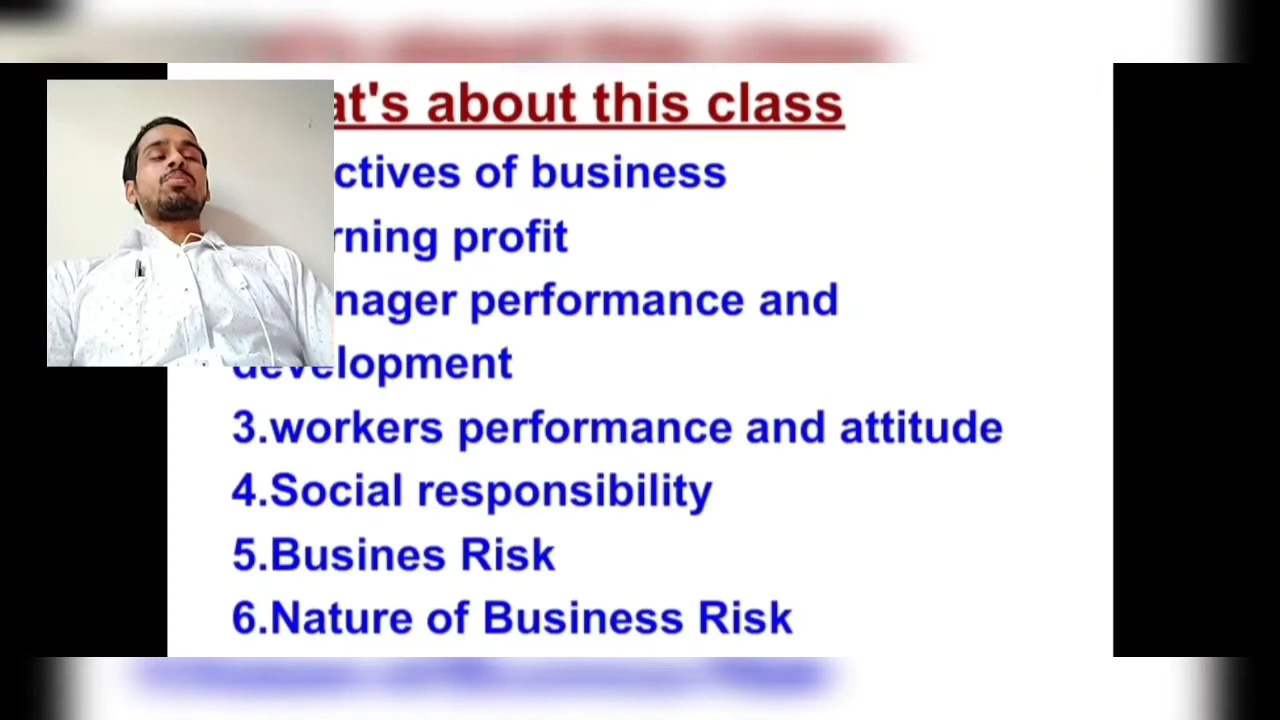 at's about this class
ctives of business
rning profit
nager performance and
development
3.workers performance and attitude
4.Social responsibility
5.Busines Risk
6.Nature of Business Risk